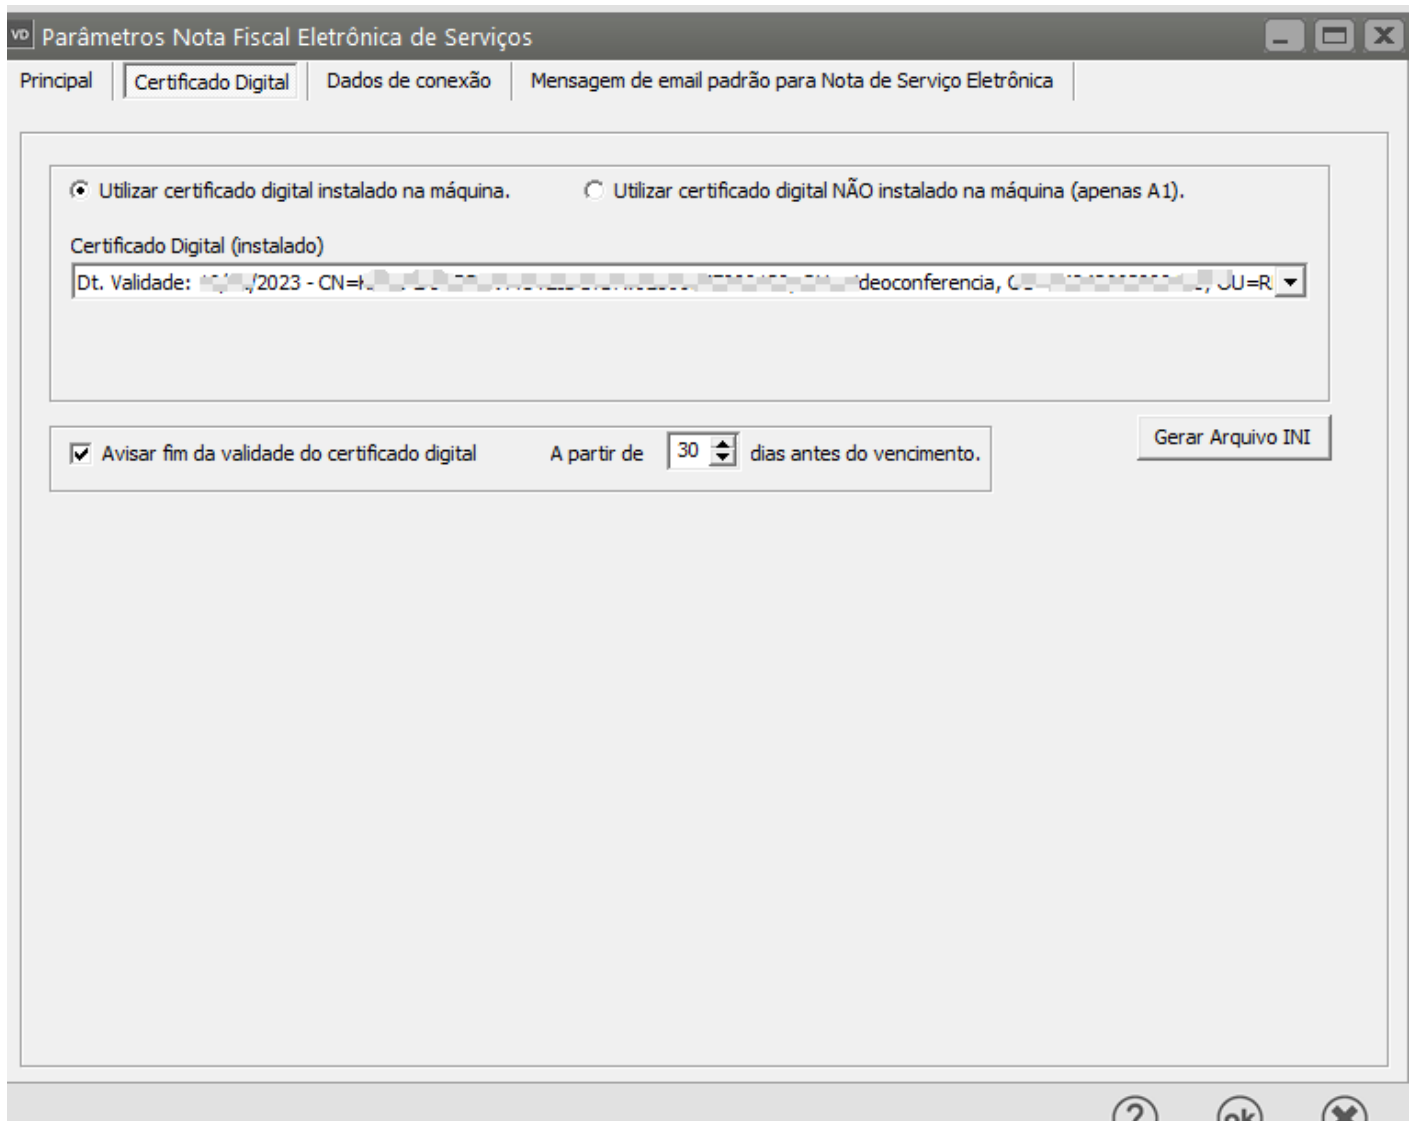 VD Parâmetros Nota Fiscal Eletrônica de Serviços
Principal Certificado Digital Dados de conexão Mensagem de email padrão para Nota de Serviço Eletrônica
Utilizar certificado digital instalado na máquina. Utilizar certificado digital NÃO instalado na máquina (apenas A1).
Certificado Digital (instalado)
Dt. Validade: /2023 - CN= deoconferencia, OU=R
Gerar Arquivo INI
Avisar fim da validade do certificado digital A partir de 30 dias antes do vencimento.
? ok